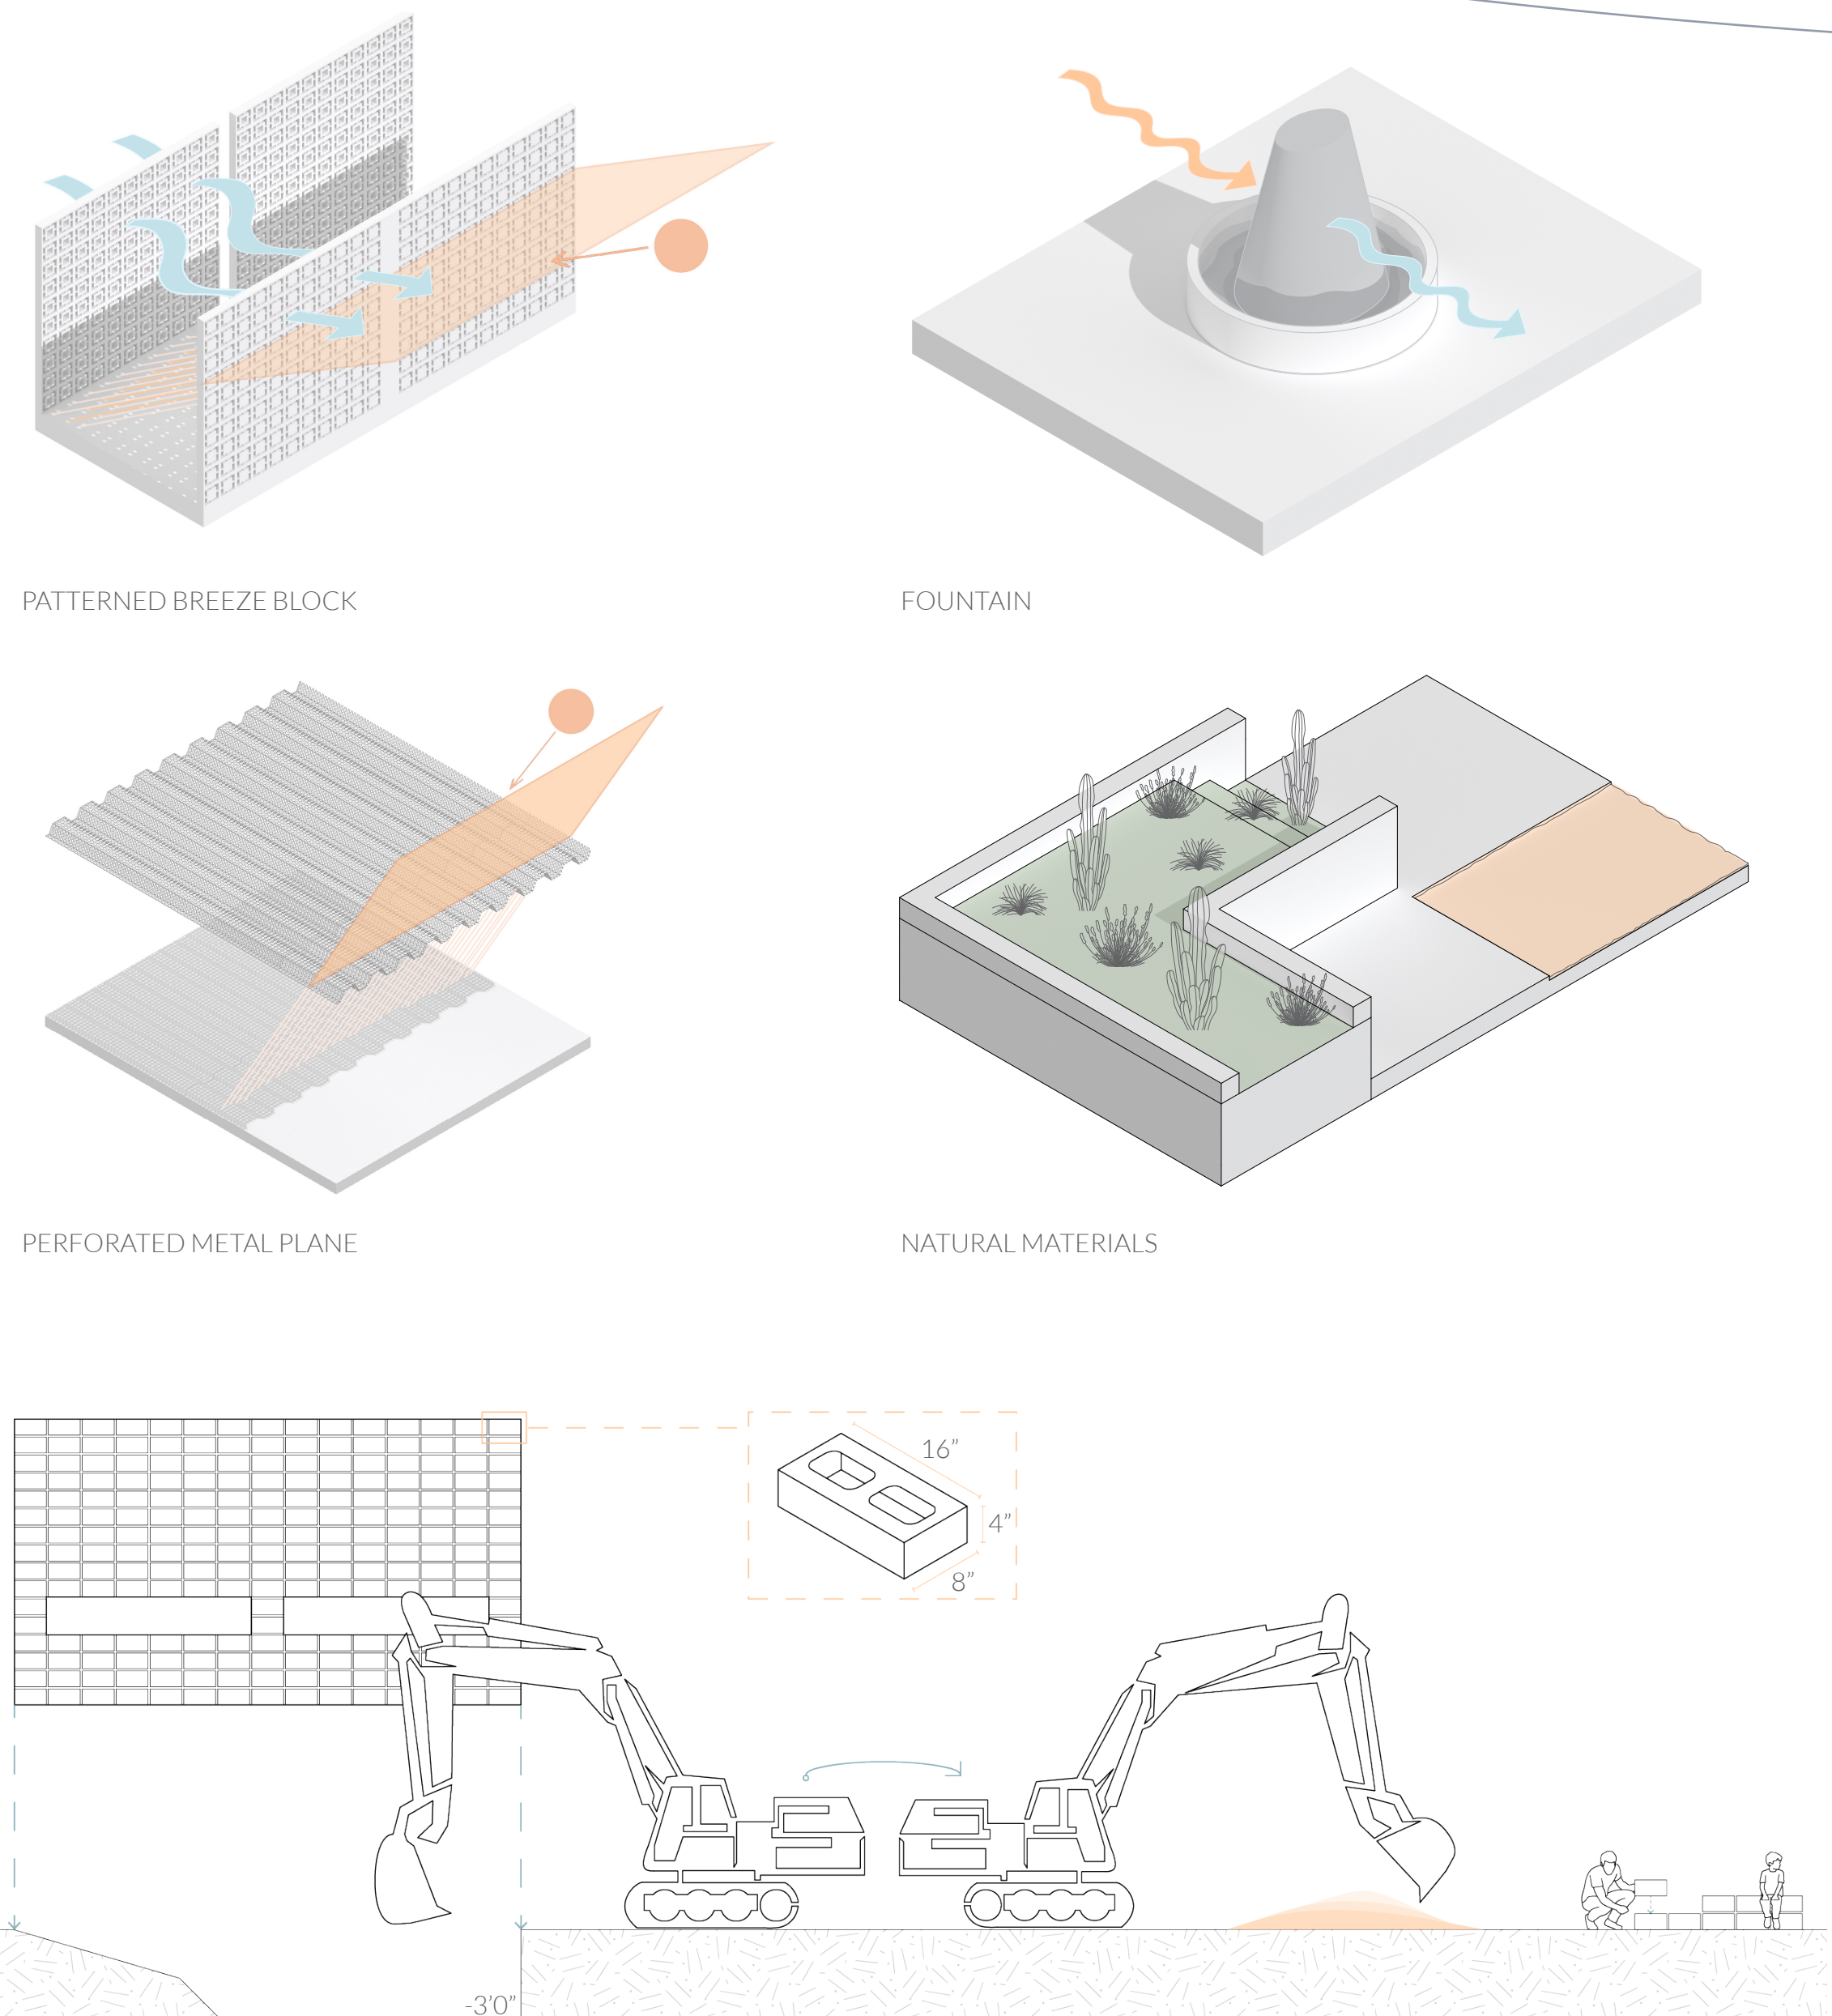 PATTERNED BREEZE BLOCK
FOUNTAIN
PERFORATED METAL PLANE
NATURAL MATERIALS
16”
4”
8”
-3’0”